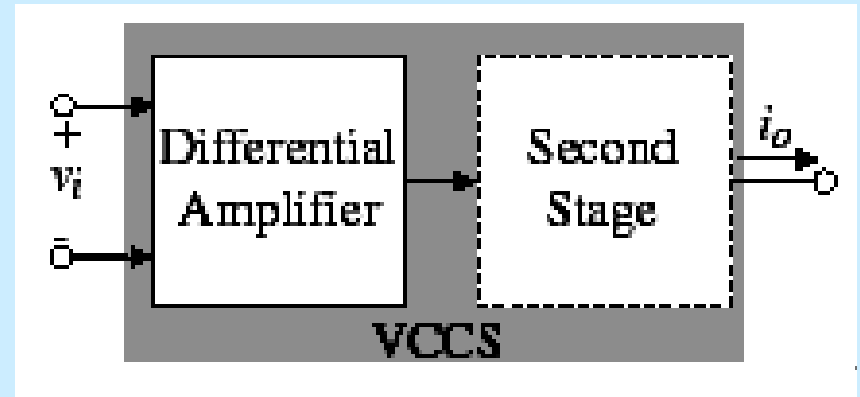 +
v_i
-
Differential
Amplifier
Second
Stage
i_o
VCCS